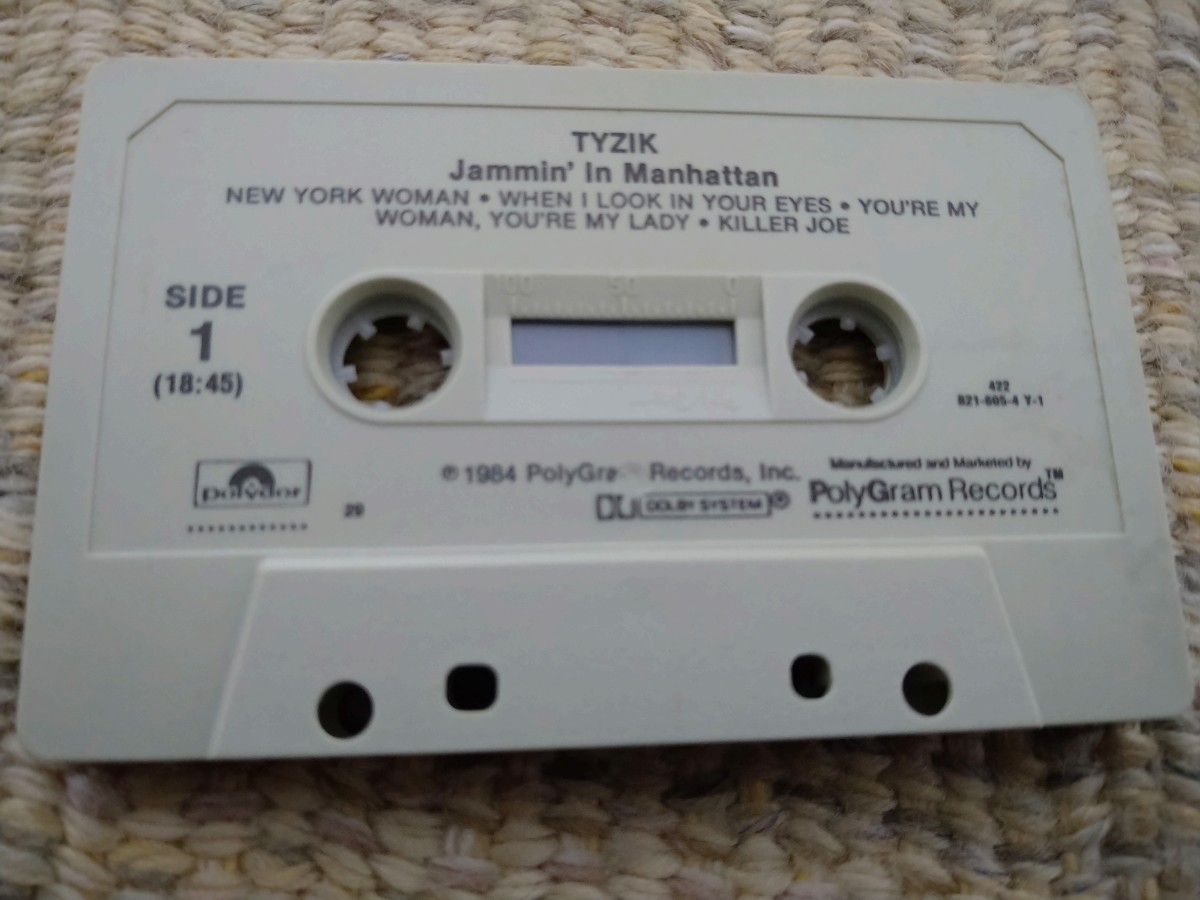 TYZIK
Jammin' In Manhattan
NEW YORK WOMAN • WHEN I LOOK IN YOUR EYES • YOU'RE MY
WOMAN, YOU'RE MY LADY • KILLER JOE
100 50 0
SIDE
1
(18:45)
422
821-605-4 Y-1
polydor
29
℗ 1984 PolyGra Records, Inc.
DOLBY SYSTEM ®
Manufactured and Marketed by
PolyGram Records™